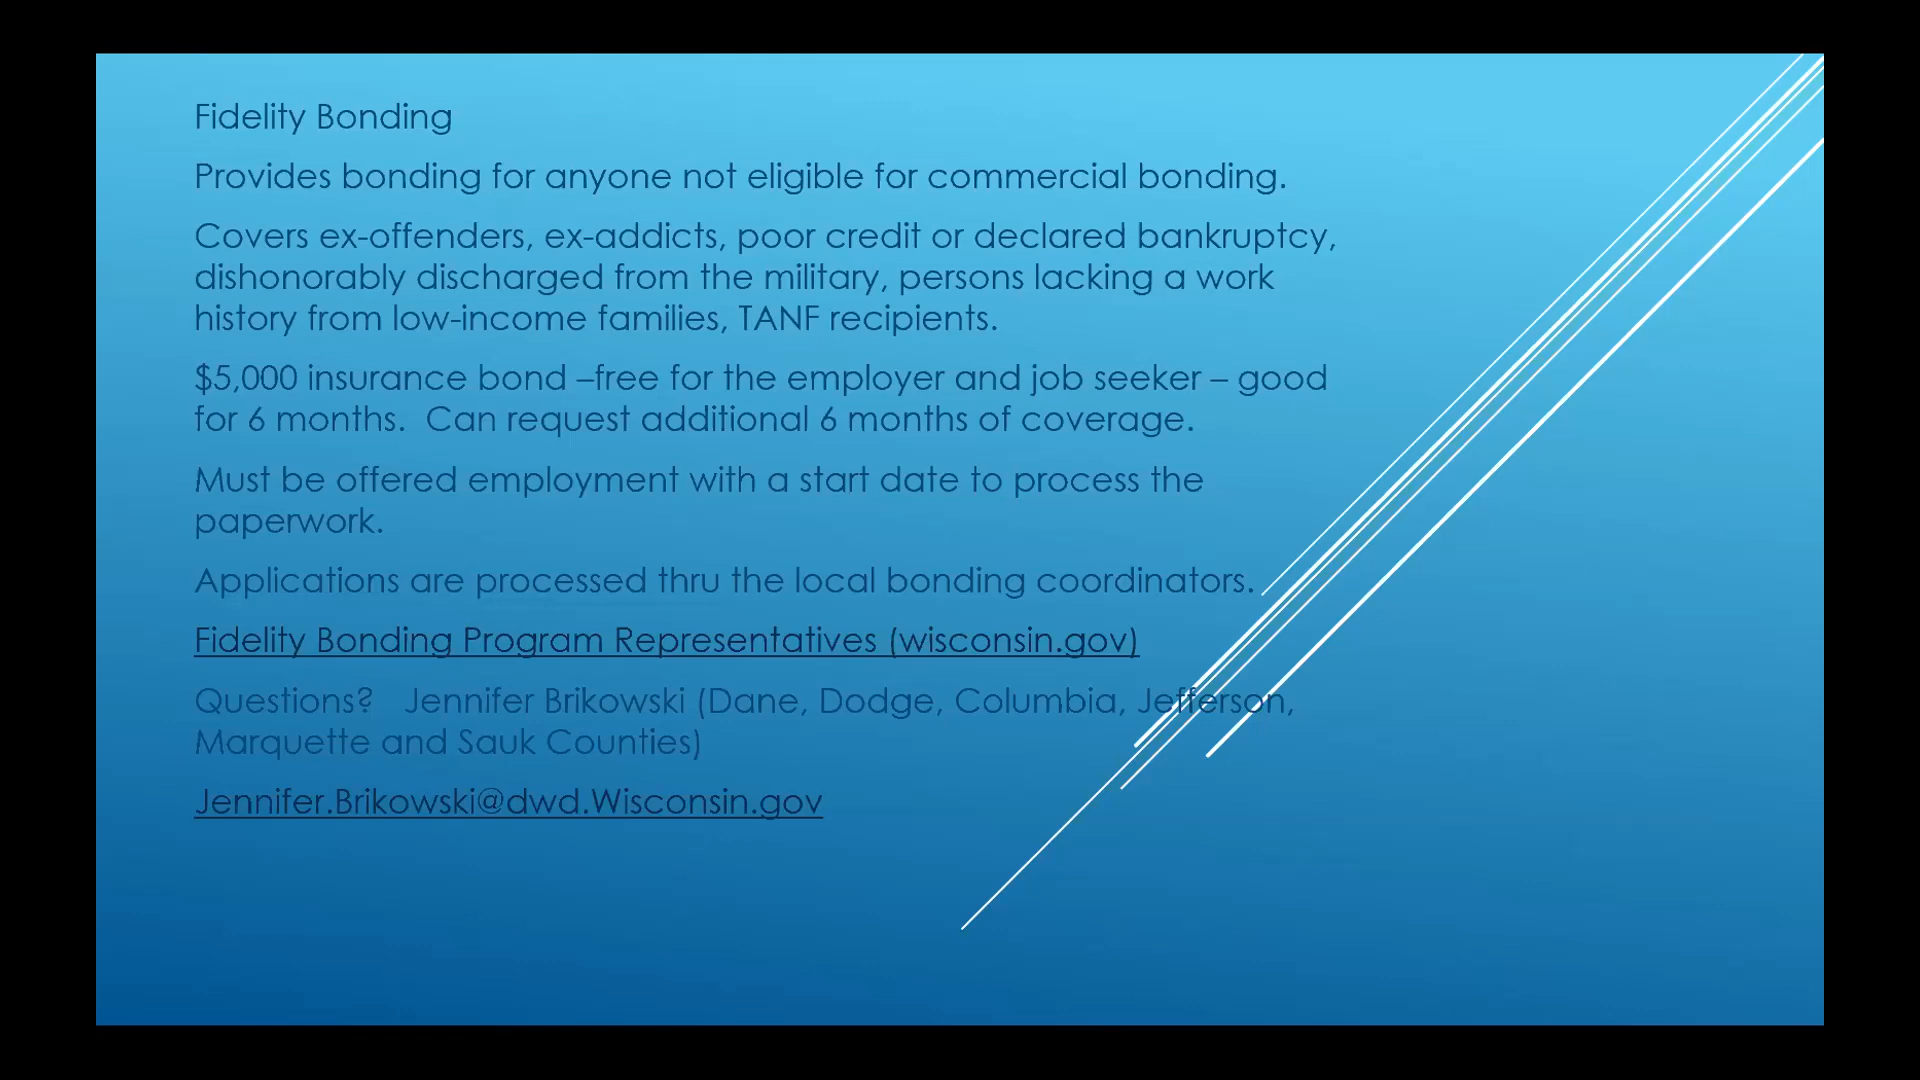 Fidelity Bonding
Provides bonding for anyone not eligible for commercial bonding.
Covers ex-offenders, ex-addicts, poor credit or declared bankruptcy,
dishonorably discharged from the military, persons lacking a work
history from low-income families, TANF recipients.
$5,000 insurance bond –free for the employer and job seeker – good
for 6 months.  Can request additional 6 months of coverage.
Must be offered employment with a start date to process the
paperwork.
Applications are processed thru the local bonding coordinators.
Fidelity Bonding Program Representatives (wisconsin.gov)
Questions?   Jennifer Brikowski (Dane, Dodge, Columbia, Jefferson,
Marquette and Sauk Counties)
Jennifer.Brikowski@dwd.Wisconsin.gov